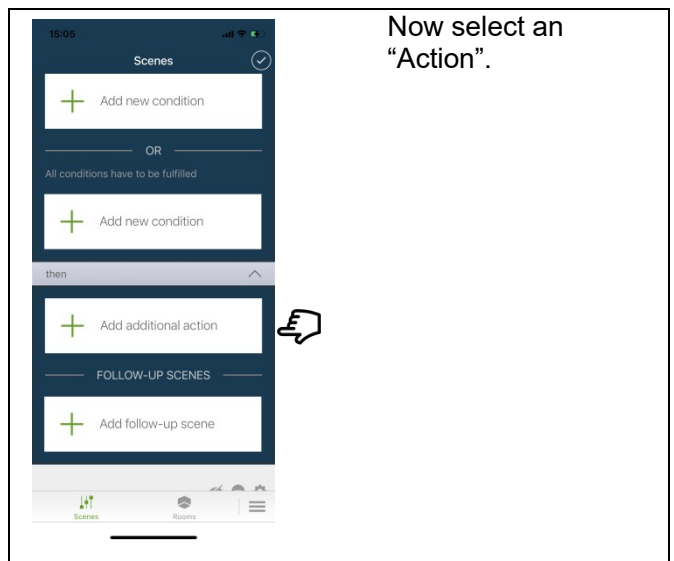 15:05
Scenes
Add new condition
OR
All conditions have to be fulfilled
Add new condition
then
Add additional action
FOLLOW-UP SCENES
Add follow-up scene
Scenes
Rooms
Now select an
“Action”.